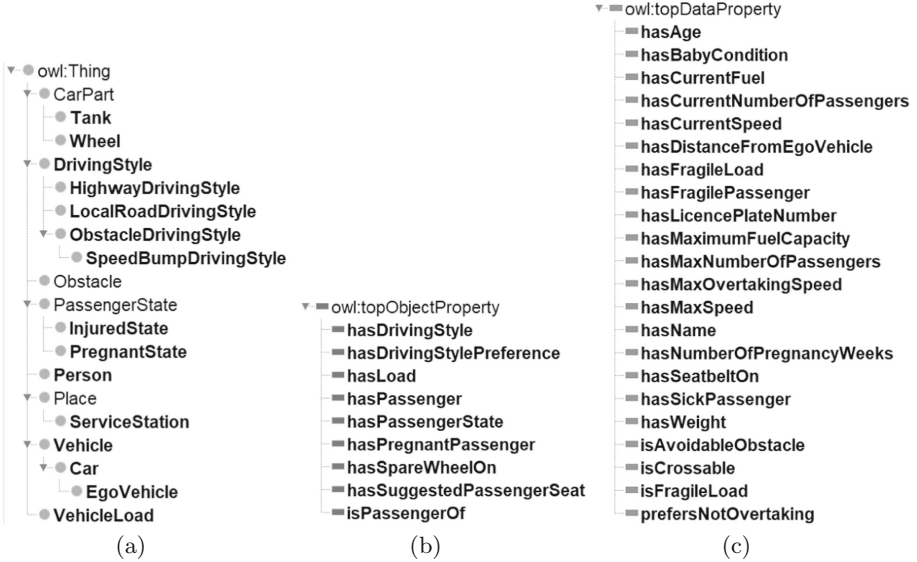 owl:Thing
CarPart
Tank
Wheel
DrivingStyle
HighwayDrivingStyle
LocalRoadDrivingStyle
ObstacleDrivingStyle
SpeedBumpDrivingStyle
Obstacle
PassengerState
InjuredState
PregnantState
Person
Place
ServiceStation
Vehicle
Car
EgoVehicle
VehicleLoad
(a)
owl:topObjectProperty
hasDrivingStyle
hasDrivingStylePreference
hasLoad
hasPassenger
hasPassengerState
hasPregnantPassenger
hasSpareWheelOn
hasSuggestedPassengerSeat
isPassengerOf
(b)
owl:topDataProperty
hasAge
hasBabyCondition
hasCurrentFuel
hasCurrentNumberOfPassengers
hasCurrentSpeed
hasDistanceFromEgoVehicle
hasFragileLoad
hasFragilePassenger
hasLicencePlateNumber
hasMaximumFuelCapacity
hasMaxNumberOfPassengers
hasMaxOvertakingSpeed
hasMaxSpeed
hasName
hasNumberOfPregnancyWeeks
hasSeatbeltOn
hasSickPassenger
hasWeight
isAvoidableObstacle
isCrossable
isFragileLoad
prefersNotOvertaking
(c)